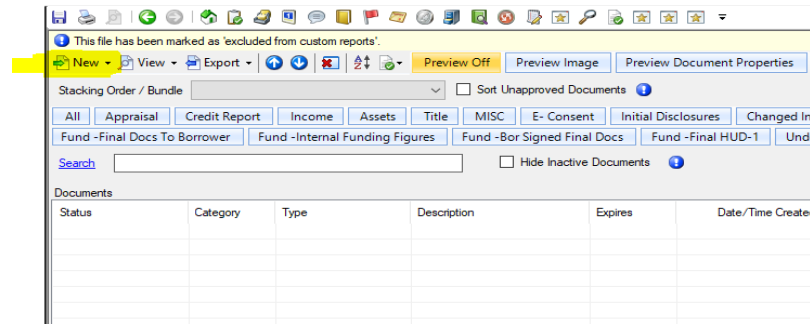 This file has been marked as 'excluded from custom reports'.
New View Export Preview Off Preview Image Preview Document Properties
Stacking Order / Bundle Sort Unapproved Documents
All Appraisal Credit Report Income Assets Title MISC E- Consent Initial Disclosures Changed In
Fund -Final Docs To Borrower Fund -Internal Funding Figures Fund -Bor Signed Final Docs Fund -Final HUD-1 Und
Search Hide Inactive Documents
Documents
Status Category Type Description Expires Date/Time Create